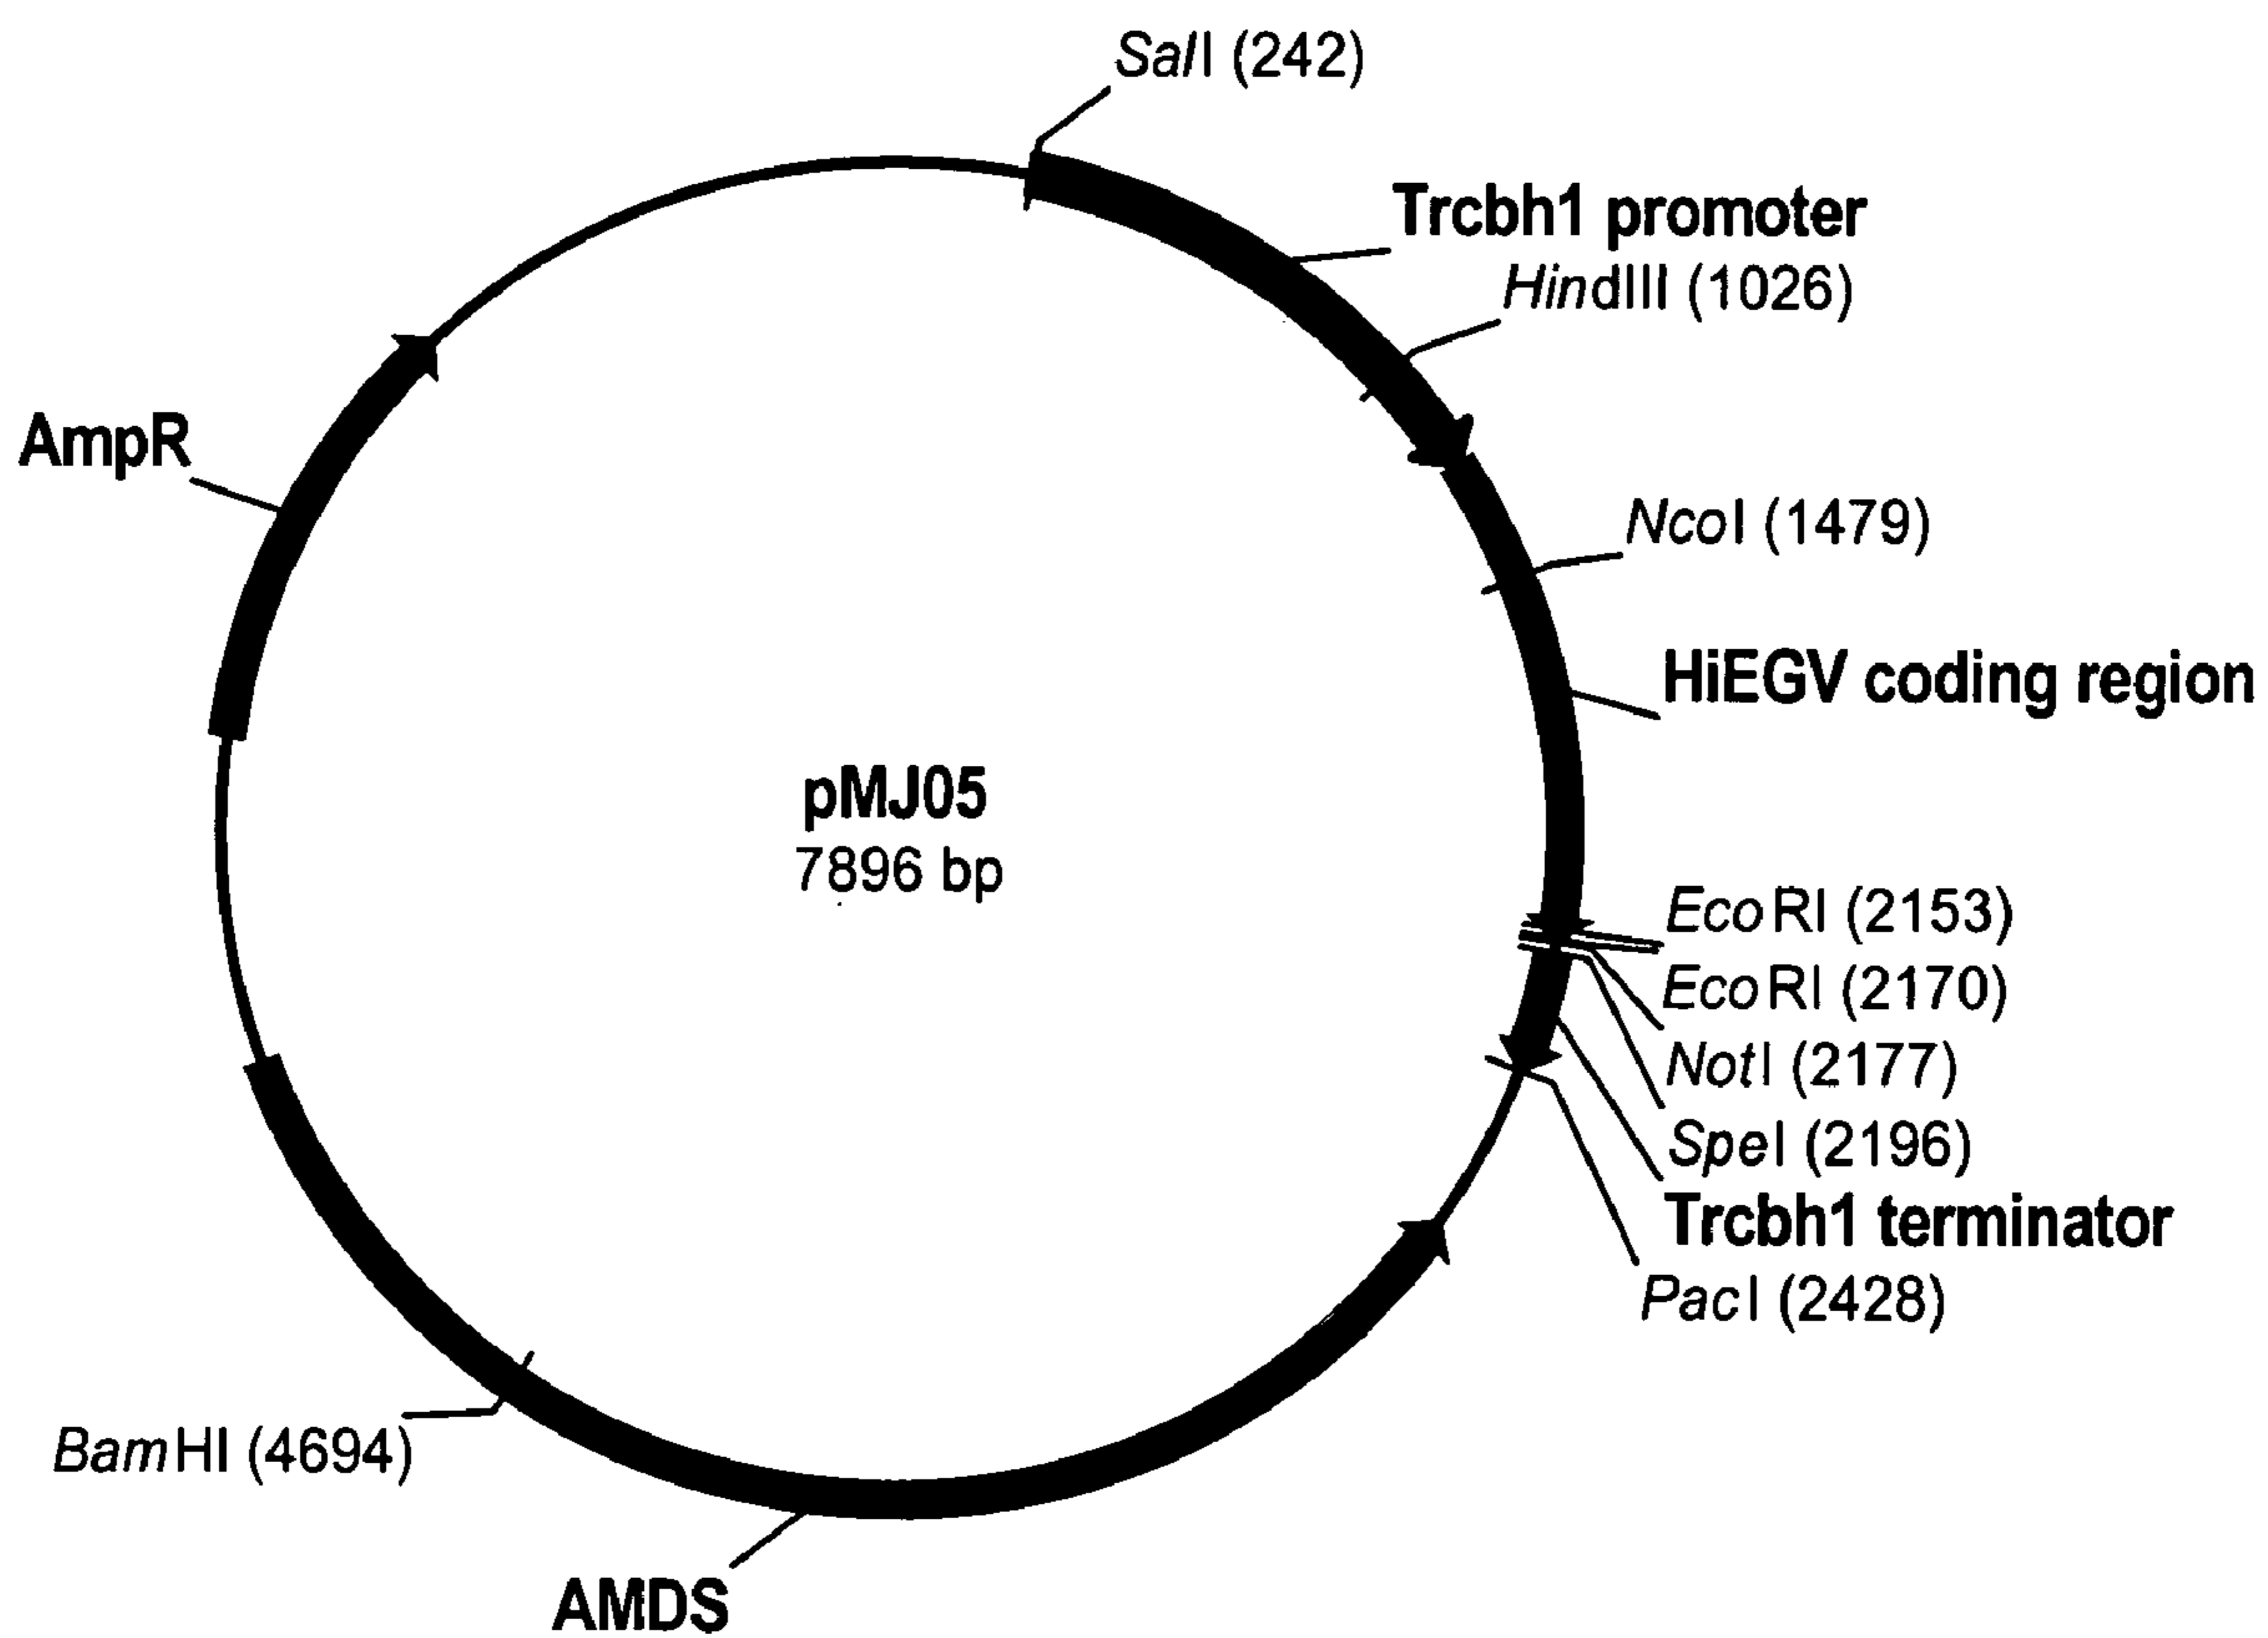 SalI (242)
Trcbh1 promoter
HindIII (1026)
NcoI (1479)
HiEGV coding region
EcoRI (2153)
EcoRI (2170)
NotI (2177)
SpeI (2196)
Trcbh1 terminator
PacI (2428)
AmpR
pMJ05
7896 bp
BamHI (4694)
AMDS